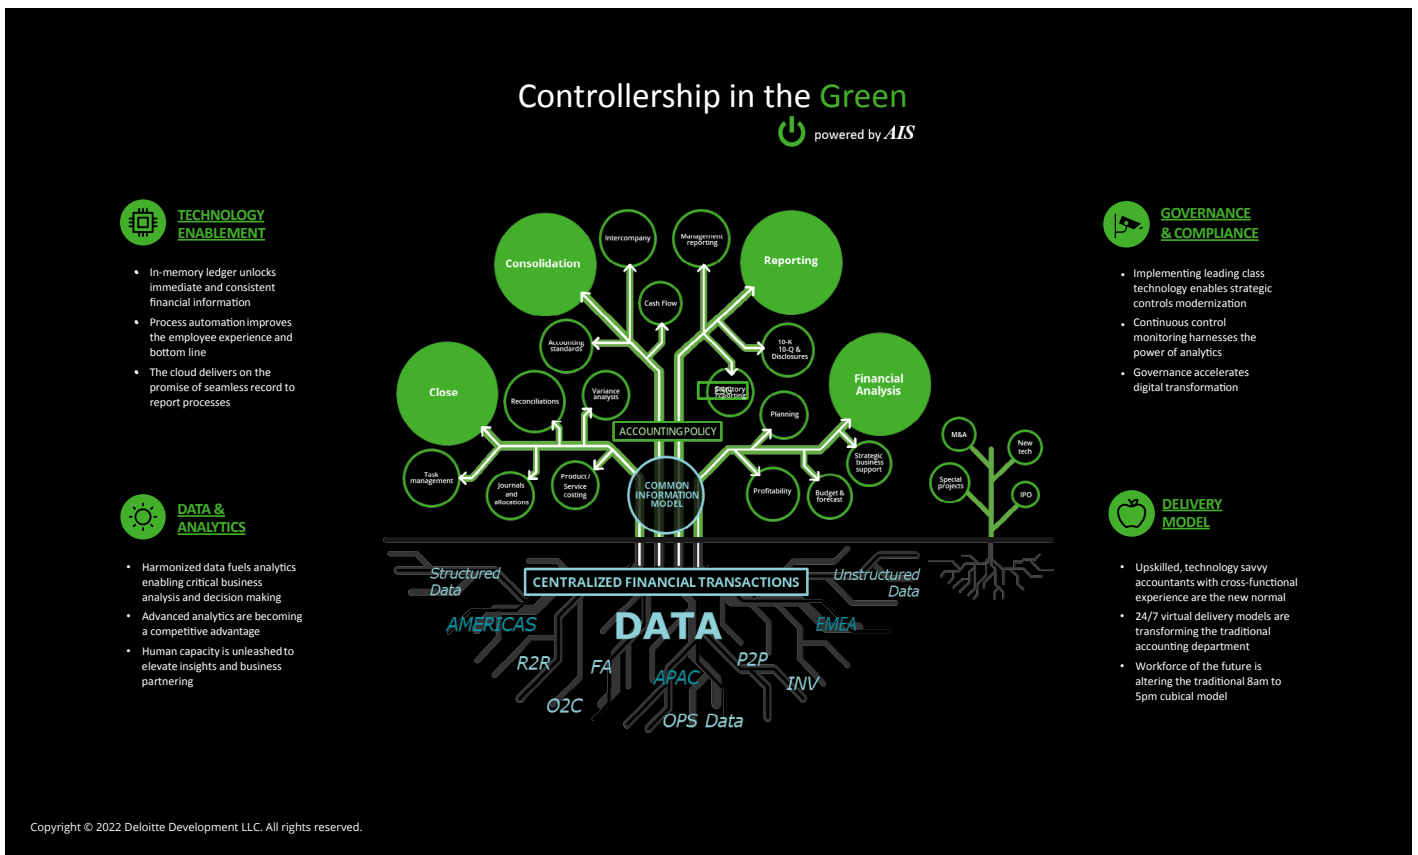 Controllership in the Green
powered by AIS
TECHNOLOGY
ENABLEMENT
• In-memory ledger unlocks
immediate and consistent
financial information
• Process automation improves
the employee experience and
bottom line
• The cloud delivers on the
promise of seamless record to
report processes
DATA &
ANALYTICS
• Harmonized data fuels analytics
enabling critical business
analysis and decision making
• Advanced analytics are becoming
a competitive advantage
• Human capacity is unleashed to
elevate insights and business
partnering
Consolidation
Intercompany
Management
reporting
Reporting
Cash Flow
Accounting
standards
10-K
10-Q &
Disclosures
Close
Reconciliations
Variance
analysis
reporting
Financial
Analysis
Planning
ACCOUNTING POLICY
Task
management
Journals
and
allocations
Product /
Service
costing
COMMON
INFORMATION
MODEL
Profitability
Budget &
forecast
Strategic
business
support
M&A
New
tech
Special
projects
IPO
Structured
Data
CENTRALIZED FINANCIAL TRANSACTIONS
Unstructured
Data
AMERICAS
DATA
EMEA
R2R
FA
APAC
P2P
INV
O2C
OPS Data
GOVERNANCE
& COMPLIANCE
• Implementing leading class
technology enables strategic
controls modernization
• Continuous control
monitoring harnesses the
power of analytics
• Governance accelerates
digital transformation
DELIVERY
MODEL
• Upskilled, technology savvy
accountants with cross-functional
experience are the new normal
• 24/7 virtual delivery models are
transforming the traditional
accounting department
• Workforce of the future is
altering the traditional 8am to
5pm cubical model
Copyright © 2022 Deloitte Development LLC. All rights reserved.